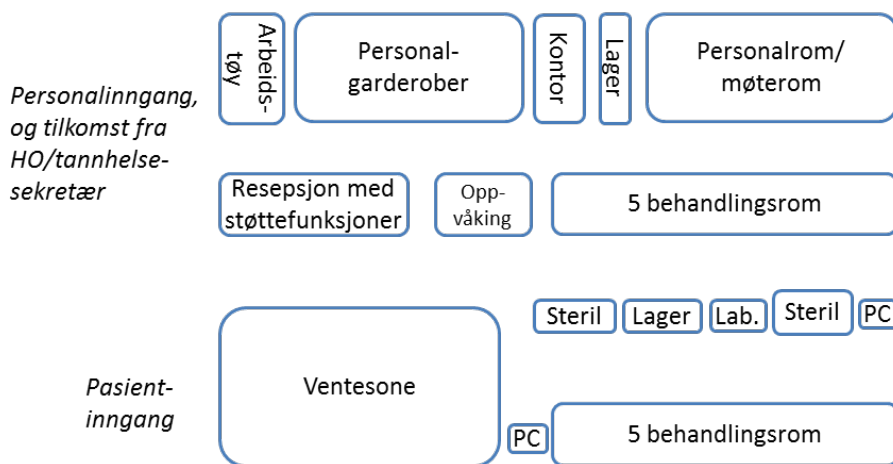 Arbeids-
tøy
Personal-
garderober
Kontor
Lager
Personalrom/
møterom
Personalinngang,
og tilkomst fra
HO/tannhelse-
sekretær
Resepsjon med
støttefunksjoner
Opp-
våking
5 behandlingsrom
Steril
Lager
Lab.
Steril
PC
Pasient-
inngang
Ventesone
PC
5 behandlingsrom